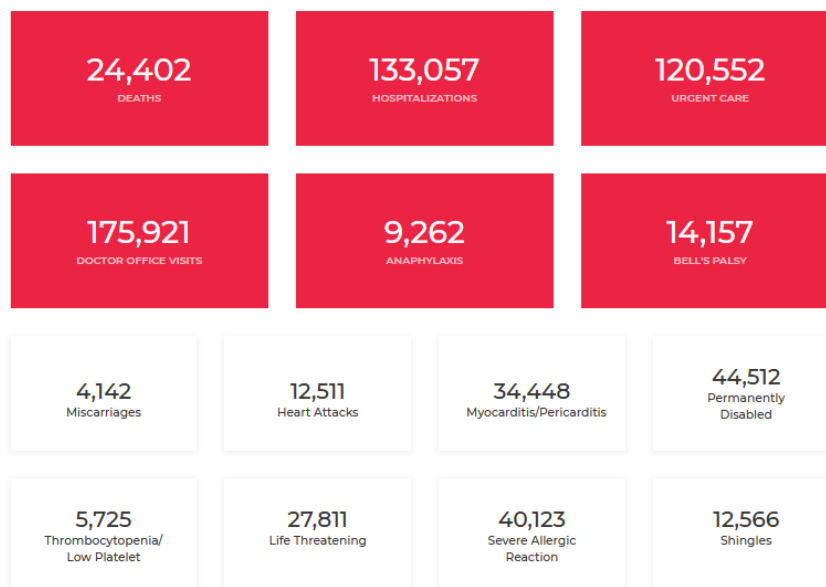 24,402
DEATHS
133,057
HOSPITALIZATIONS
120,552
URGENT CARE
175,921
DOCTOR OFFICE VISITS
9,262
ANAPHYLAXIS
14,157
BELL'S PALSY
4,142
Miscarriages
12,511
Heart Attacks
34,448
Myocarditis/Pericarditis
44,512
Permanently
Disabled
5,725
Thrombocytopenia/
Low Platelet
27,811
Life Threatening
40,123
Severe Allergic
Reaction
12,566
Shingles